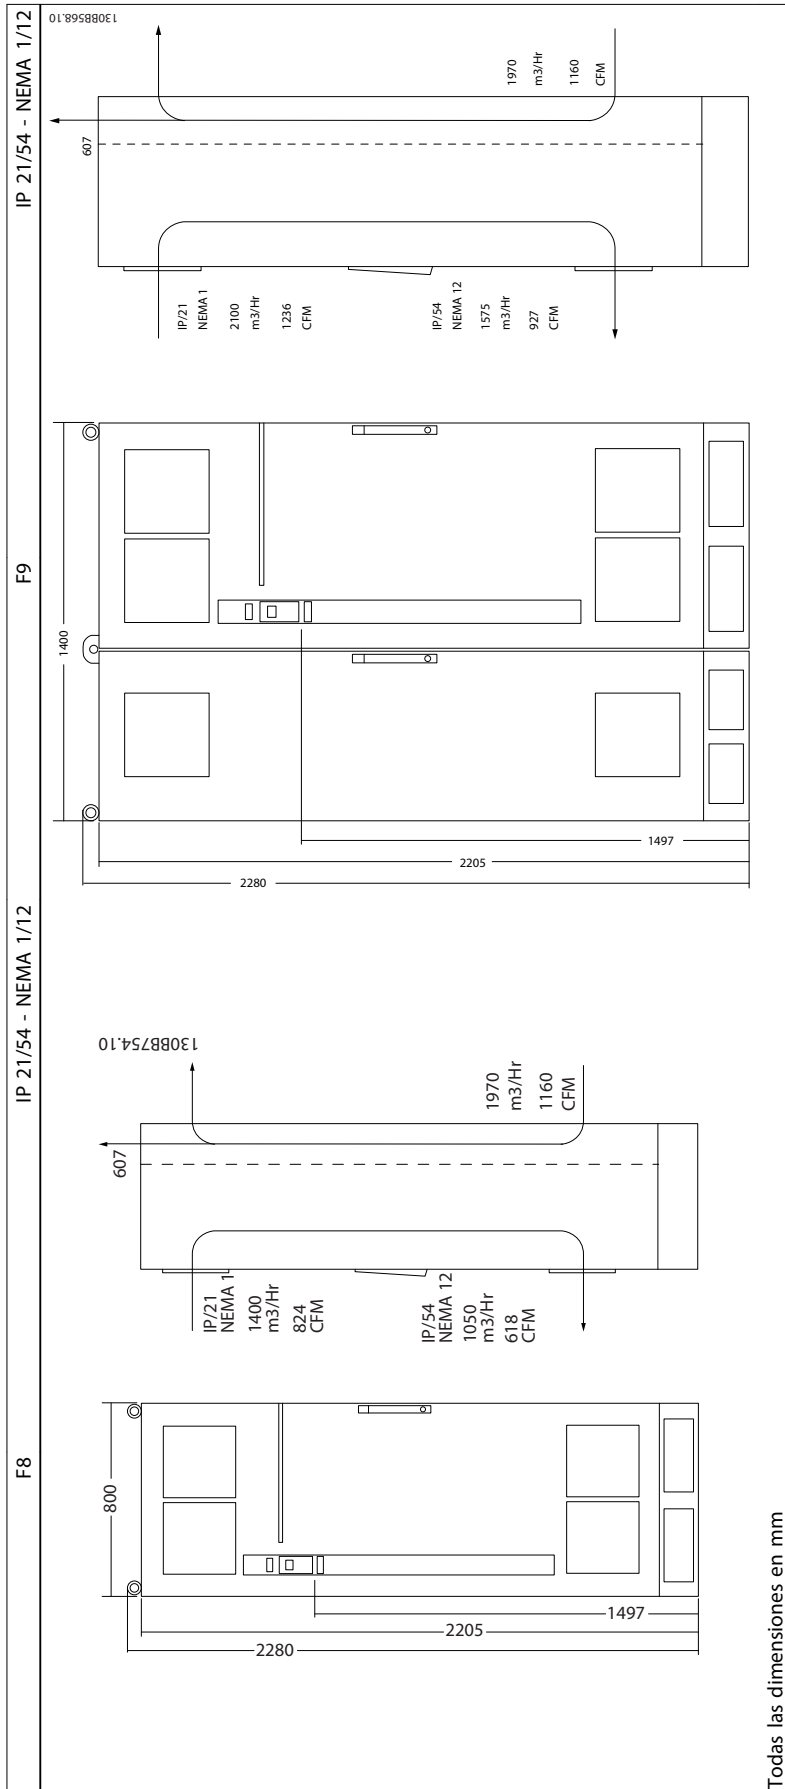 F8
IP 21/54 - NEMA 1/12
F9
IP 21/54 - NEMA 1/12
800
2280
2205
1497
IP/21
NEMA 1
1400
m3/Hr
824
CFM
IP/54
NEMA 12
1050
m3/Hr
618
CFM
607
1970
m3/Hr
1160
CFM
130BB754.10
1400
2280
2205
1497
IP/21
NEMA 1
2100
m3/Hr
1236
CFM
IP/54
NEMA 12
1575
m3/Hr
927
CFM
607
1970
m3/Hr
1160
CFM
130BB568.10
Todas las dimensiones en mm